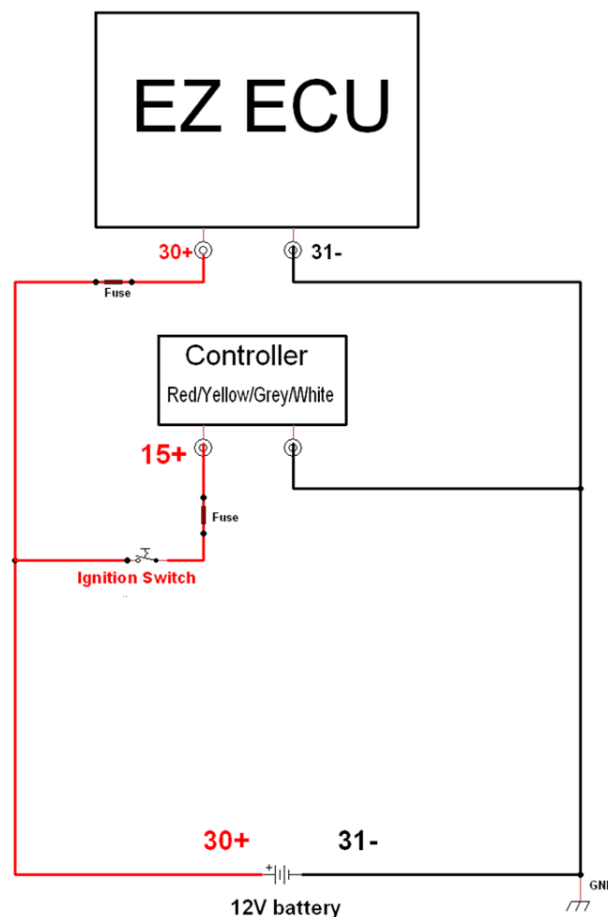 EZ ECU
30+
31-
Fuse
Controller
Red/Yellow/Grey/White
15+
Fuse
Ignition Switch
30+
31-
12V battery